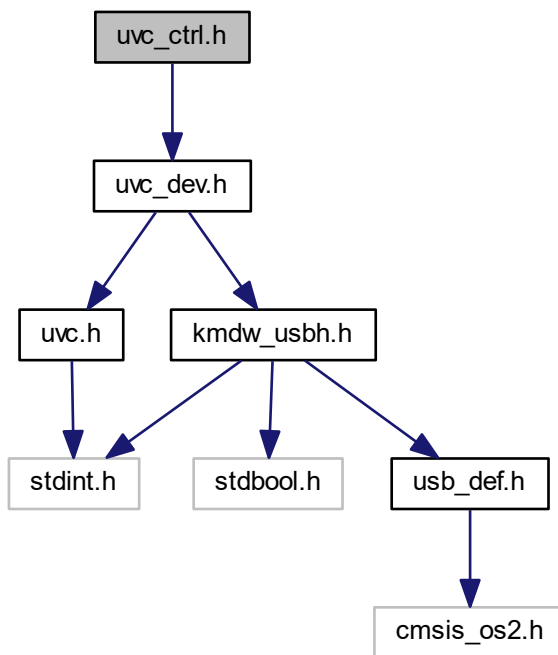 uvc_ctrl.h
uvc_dev.h
uvc.h
kmdw_usbh.h
stdint.h
stdbool.h
usb_def.h
cmsis_os2.h